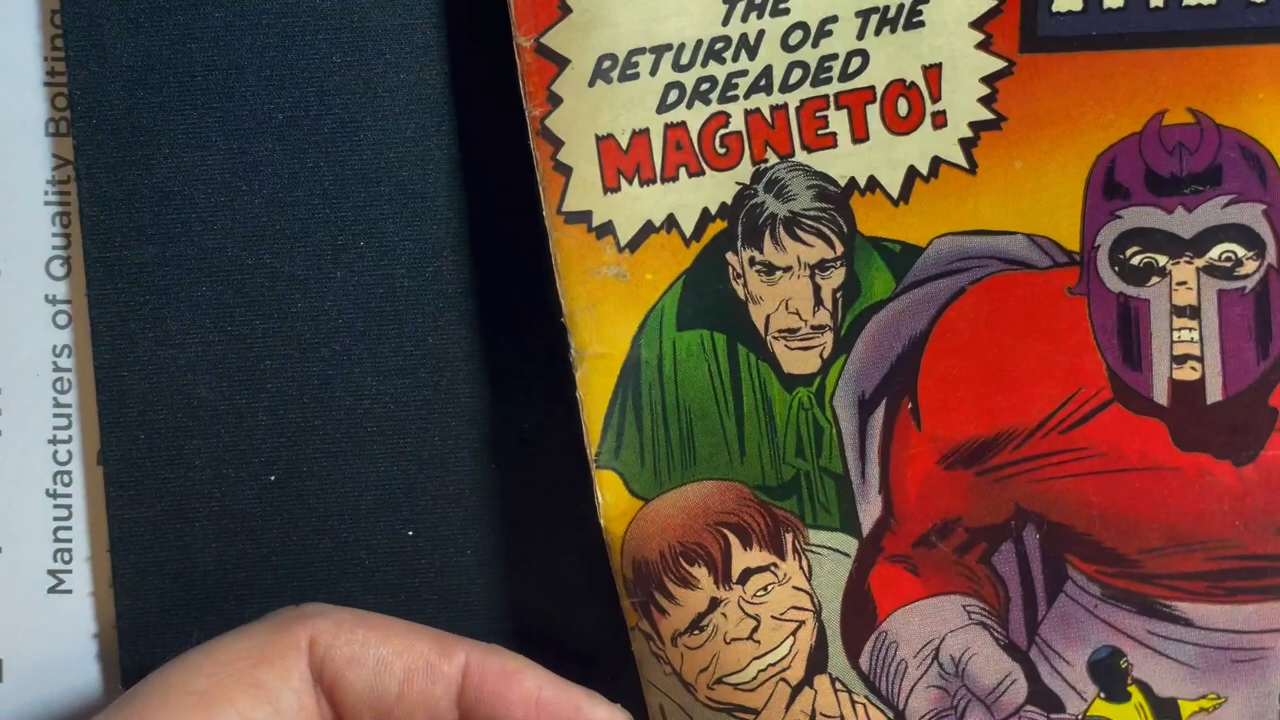 Manufacturers of Quality Bolting
THE
RETURN OF THE
DREADED
MAGNETO!